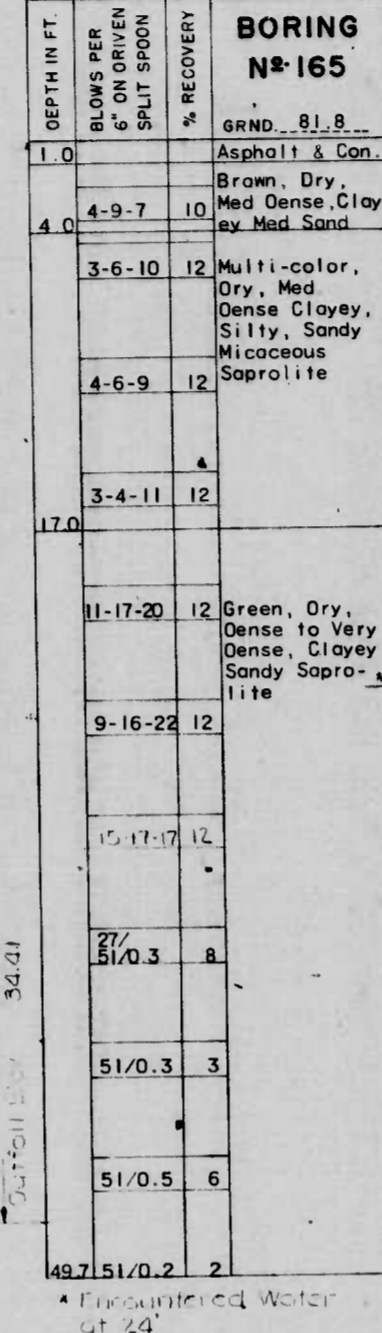 DEPTH IN FT.
BLOWS PER
6" ON DRIVEN
SPLIT SPOON
% RECOVERY
BORING
Nº 165
GRND. 81.8
1.0 Asphalt & Con.
Brown, Dry,
Med Dense, Clay
4-9-7 10 ey Med Sand
4.0
3-6-10 12 Multi-color,
Dry, Med
Dense Clayey,
Silty, Sandy
Micaceous
4-6-9 12 Saprolite
3-4-11 12
17.0
11-17-20 12 Green, Dry,
Dense to Very
Dense, Clayey
Sandy Sapro-
lite
9-16-22 12
15-17-17 12
27/
51/0.3 8
51/0.3 3
51/0.5 6
49.7 51/0.2 2
34.41
Encountered Water
at 24'